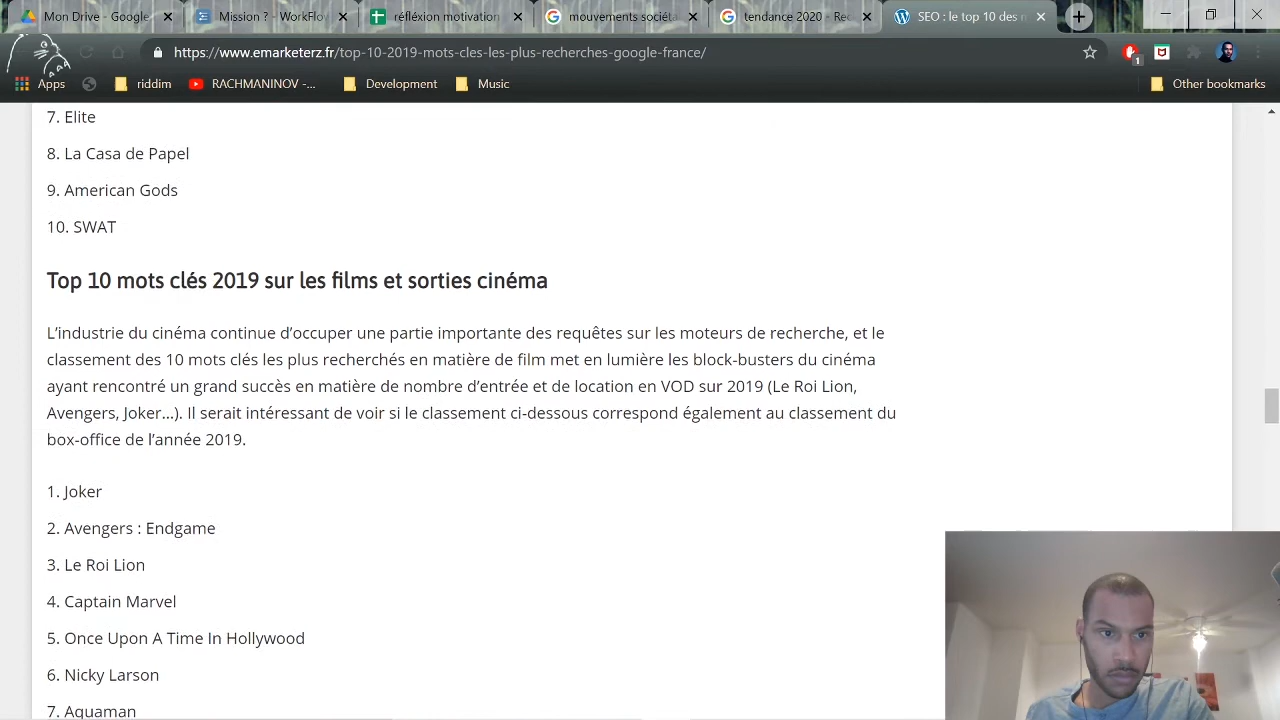 Mon Drive - Google
Mission ? - WorkFlow
réfléxion motivation
mouvements sociéta
tendance 2020 - Rec
SEO : le top 10 des m
https://www.emarketerz.fr/top-10-2019-mots-cles-les-plus-recherches-google-france/
1
Apps
riddim
RACHMANINOV -...
Development
Music
Other bookmarks
7. Elite
8. La Casa de Papel
9. American Gods
10. SWAT
Top 10 mots clés 2019 sur les films et sorties cinéma
L’industrie du cinéma continue d’occuper une partie importante des requêtes sur les moteurs de recherche, et le
classement des 10 mots clés les plus recherchés en matière de film met en lumière les block-busters du cinéma
ayant rencontré un grand succès en matière de nombre d’entrée et de location en VOD sur 2019 (Le Roi Lion,
Avengers, Joker…). Il serait intéressant de voir si le classement ci-dessous correspond également au classement du
box-office de l’année 2019.
1. Joker
2. Avengers : Endgame
3. Le Roi Lion
4. Captain Marvel
5. Once Upon A Time In Hollywood
6. Nicky Larson
7. Aquaman